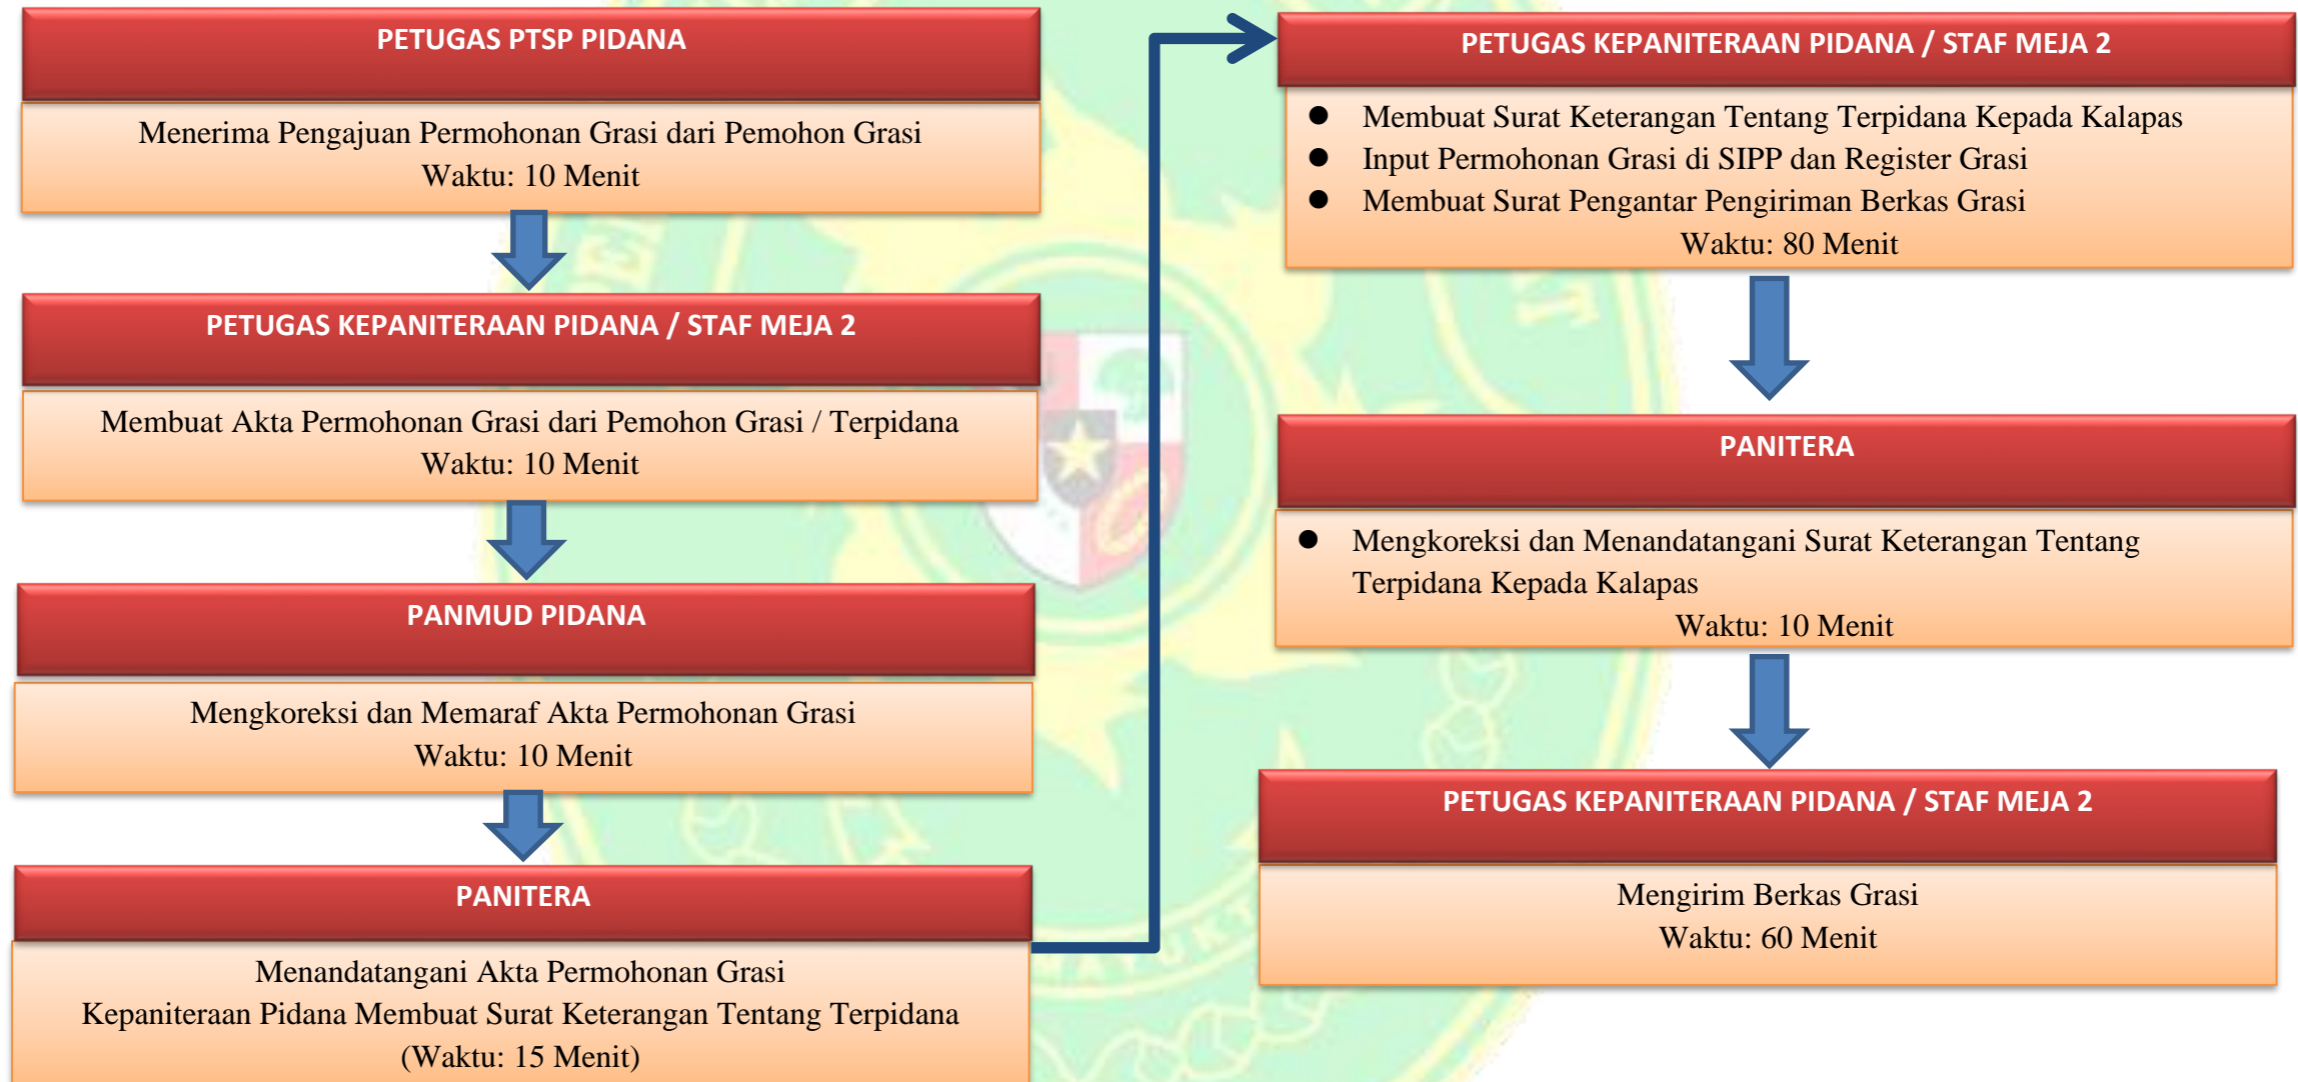 PETUGAS PTSP PIDANA
Menerima Pengajuan Permohonan Grasi dari Pemohon Grasi
Waktu: 10 Menit
PETUGAS KEPANITERAAN PIDANA / STAF MEJA 2
Membuat Akta Permohonan Grasi dari Pemohon Grasi / Terpidana
Waktu: 10 Menit
PANMUD PIDANA
Mengkoreksi dan Memaraf Akta Permohonan Grasi
Waktu: 10 Menit
PANITERA
Menandatangani Akta Permohonan Grasi
Kepaniteraan Pidana Membuat Surat Keterangan Tentang Terpidana
(Waktu: 15 Menit)
PETUGAS KEPANITERAAN PIDANA / STAF MEJA 2
● Membuat Surat Keterangan Tentang Terpidana Kepada Kalapas
● Input Permohonan Grasi di SIPP dan Register Grasi
● Membuat Surat Pengantar Pengiriman Berkas Grasi
Waktu: 80 Menit
PANITERA
● Mengkoreksi dan Menandatangani Surat Keterangan Tentang
Terpidana Kepada Kalapas
Waktu: 10 Menit
PETUGAS KEPANITERAAN PIDANA / STAF MEJA 2
Mengirim Berkas Grasi
Waktu: 60 Menit